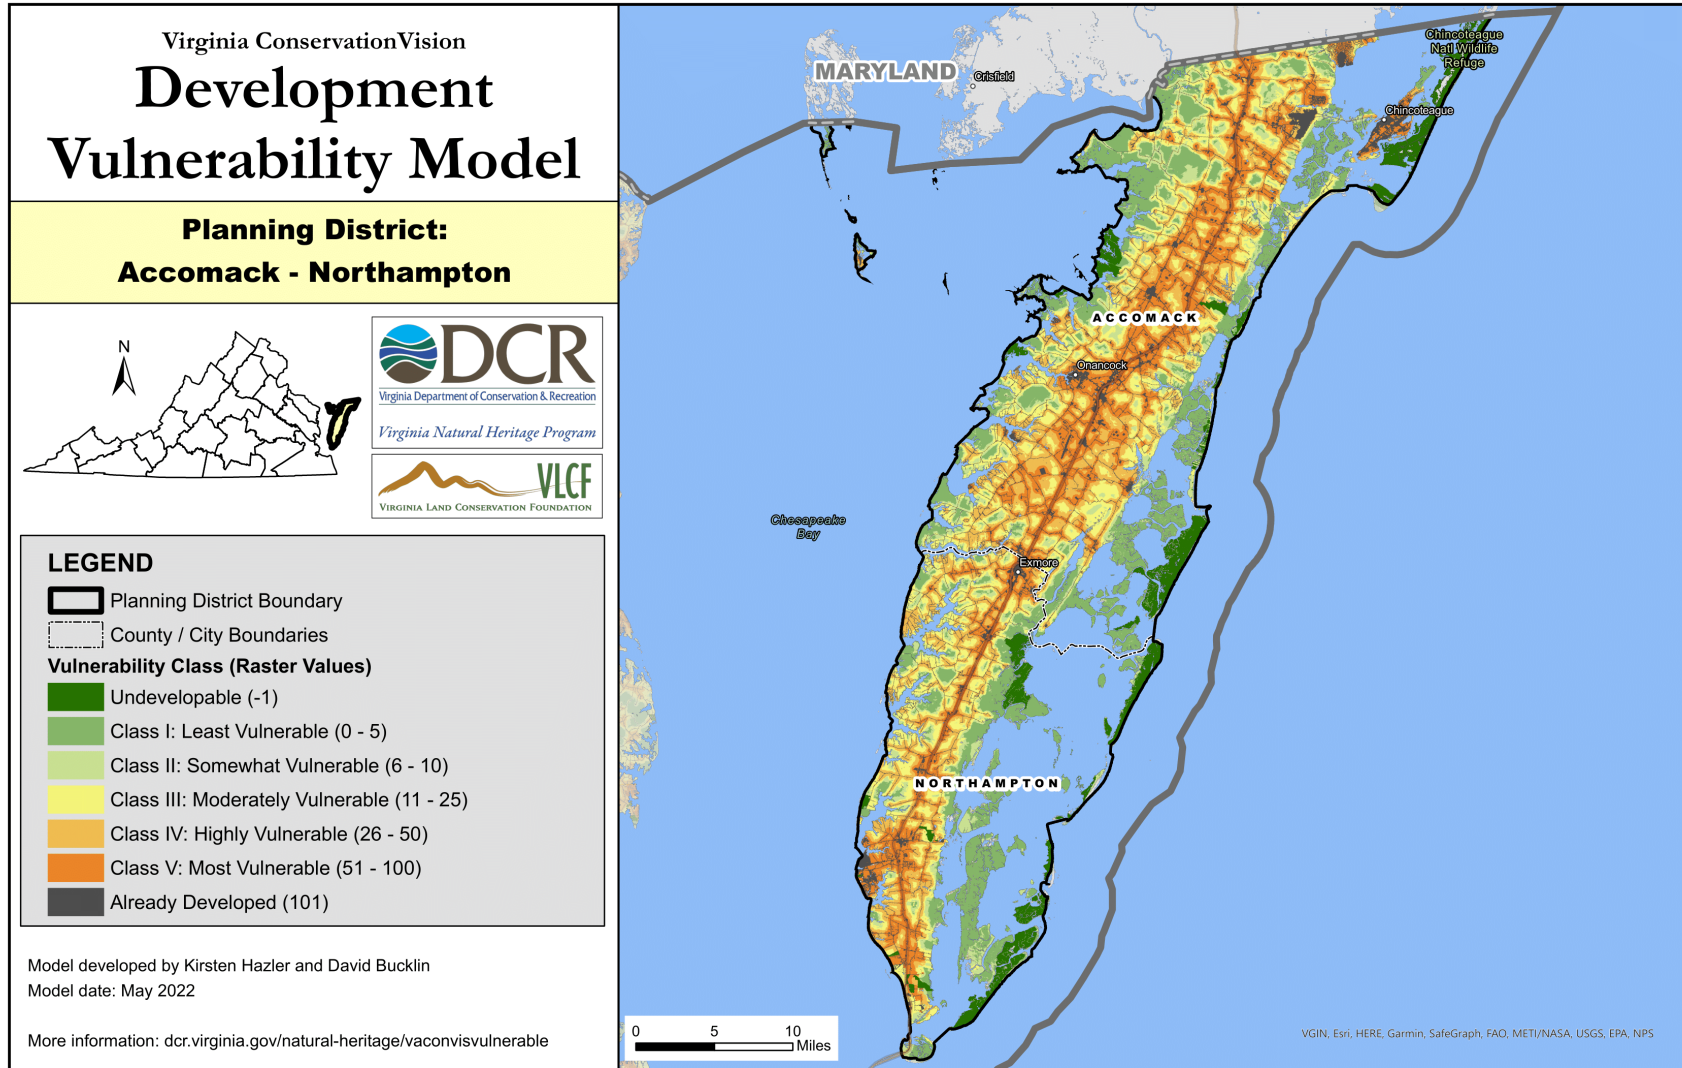 Virginia ConservationVision
Development
Vulnerability Model
Planning District:
Accomack - Northampton
N
DCR
Virginia Department of Conservation & Recreation
Virginia Natural Heritage Program
VLCF
VIRGINIA LAND CONSERVATION FOUNDATION
LEGEND
Planning District Boundary
County / City Boundaries
Vulnerability Class (Raster Values)
Undevelopable (-1)
Class I: Least Vulnerable (0 - 5)
Class II: Somewhat Vulnerable (6 - 10)
Class III: Moderately Vulnerable (11 - 25)
Class IV: Highly Vulnerable (26 - 50)
Class V: Most Vulnerable (51 - 100)
Already Developed (101)
Model developed by Kirsten Hazler and David Bucklin
Model date: May 2022
More information: dcr.virginia.gov/natural-heritage/vaconvisvulnerable
Chincoteague
Natl Wildlife
Refuge
MARYLAND
Crisfield
Chincoteague
ACCOMACK
Onancock
Chesapeake
Bay
Exmore
NORTHAMPTON
0 5 10
Miles
VGIN, Esri, HERE, Garmin, SafeGraph, FAO, METI/NASA, USGS, EPA, NPS